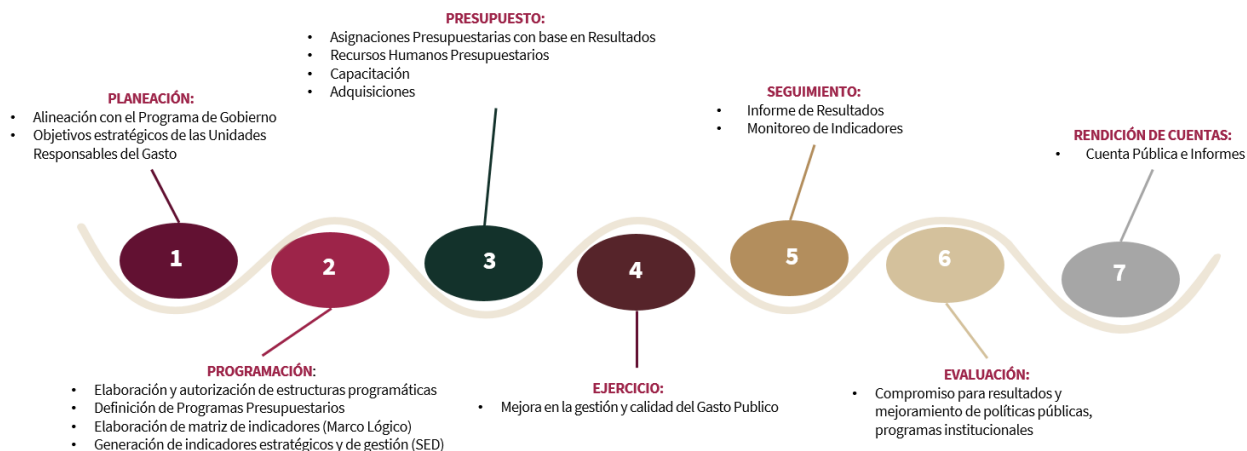 PLANEACIÓN:
• Alineación con el Programa de Gobierno
• Objetivos estratégicos de las Unidades
Responsables del Gasto
1
PROGRAMACIÓN:
• Elaboración y autorización de estructuras programáticas
• Definición de Programas Presupuestarios
• Elaboración de matriz de indicadores (Marco Lógico)
• Generación de indicadores estratégicos y de gestión (SED)
2
PRESUPUESTO:
• Asignaciones Presupuestarias con base en Resultados
• Recursos Humanos Presupuestarios
• Capacitación
• Adquisiciones
3
EJERCICIO:
• Mejora en la gestión y calidad del Gasto Publico
4
SEGUIMIENTO:
• Informe de Resultados
• Monitoreo de Indicadores
5
EVALUACIÓN:
• Compromiso para resultados y
mejoramiento de políticas públicas,
programas institucionales
6
RENDICIÓN DE CUENTAS:
• Cuenta Pública e Informes
7